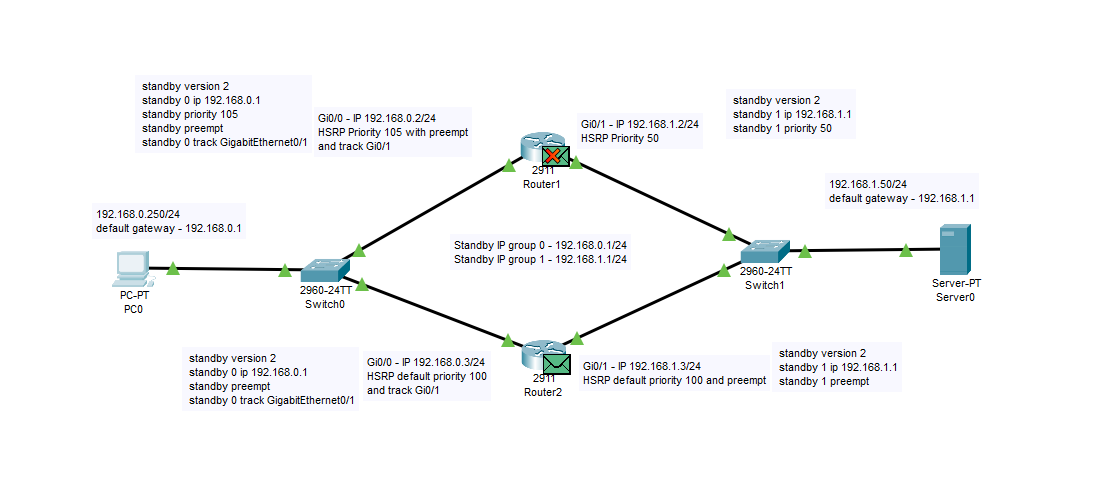 standby version 2
standby 0 ip 192.168.0.1
standby priority 105
standby preempt
standby 0 track GigabitEthernet0/1
Gi0/0 - IP 192.168.0.2/24
HSRP Priority 105 with preempt
and track Gi0/1
2911
Router1
Gi0/1 - IP 192.168.1.2/24
HSRP Priority 50
standby version 2
standby 1 ip 192.168.1.1
standby 1 priority 50
192.168.0.250/24
default gateway - 192.168.0.1
PC-PT
PC0
2960-24TT
Switch0
Standby IP group 0 - 192.168.0.1/24
Standby IP group 1 - 192.168.1.1/24
2960-24TT
Switch1
192.168.1.50/24
default gateway - 192.168.1.1
Server-PT
Server0
standby version 2
standby 0 ip 192.168.0.1
standby preempt
standby 0 track GigabitEthernet0/1
Gi0/0 - IP 192.168.0.3/24
HSRP default priority 100
and track Gi0/1
2911
Router2
Gi0/1 - IP 192.168.1.3/24
HSRP default priority 100 and preempt
standby version 2
standby 1 ip 192.168.1.1
standby 1 preempt